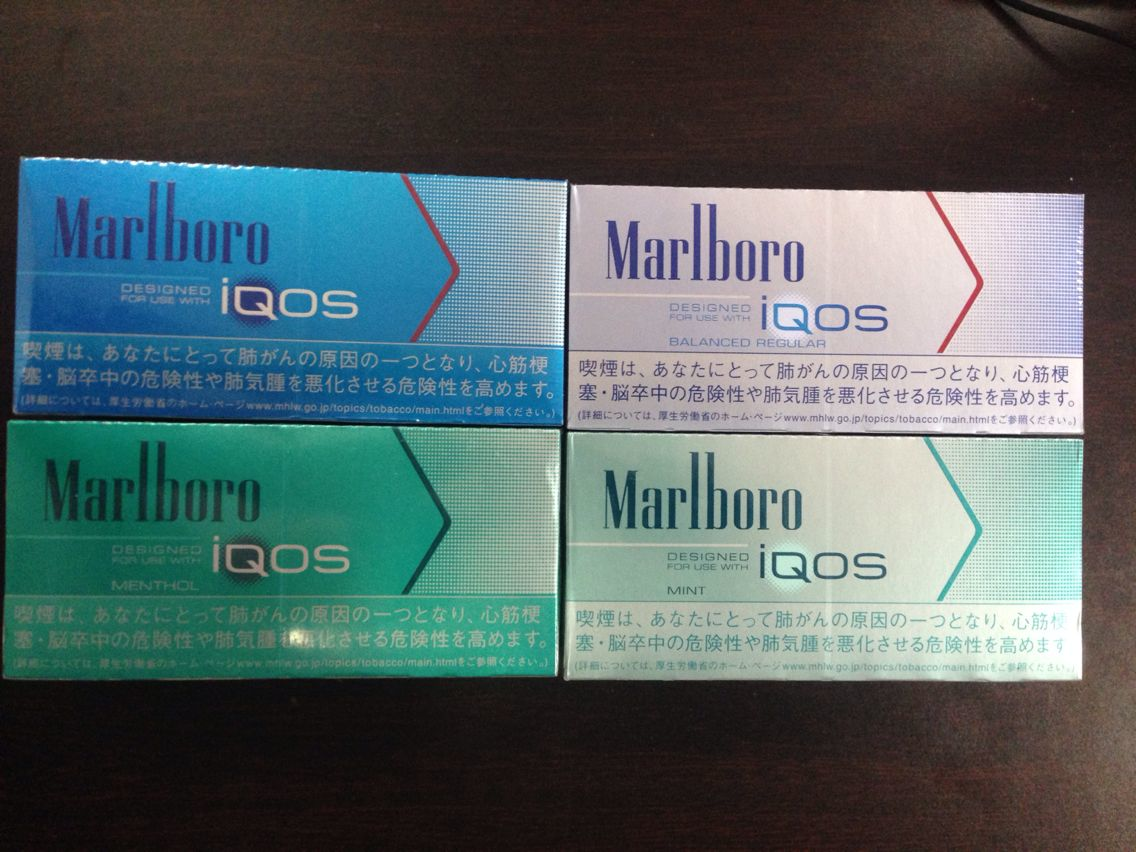 Marlboro
DESIGNED
FOR USE WITH iQOS
喫煙は、あなたにとって肺がんの原因の一つとなり、心筋梗
塞・脳卒中の危険性や肺気腫を悪化させる危険性を高めます。
(詳細については、厚生労働省のホーム・ページwww.mhlw.go.jp/topics/tobacco/main.htmlをご参照ください。)
Marlboro
DESIGNED
FOR USE WITH iQOS
BALANCED REGULAR
喫煙は、あなたにとって肺がんの原因の一つとなり、心筋梗
塞・脳卒中の危険性や肺気腫を悪化させる危険性を高めます。
(詳細については、厚生労働省のホーム・ページwww.mhlw.go.jp/topics/tobacco/main.htmlをご参照ください。)
Marlboro
DESIGNED
FOR USE WITH iQOS
MENTHOL
喫煙は、あなたにとって肺がんの原因の一つとなり、心筋梗
塞・脳卒中の危険性や肺気腫を悪化させる危険性を高めます。
(詳細については、厚生労働省のホーム・ページwww.mhlw.go.jp/topics/tobacco/main.htmlをご参照ください。)
Marlboro
DESIGNED
FOR USE WITH iQOS
MINT
喫煙は、あなたにとって肺がんの原因の一つとなり、心筋梗
塞・脳卒中の危険性や肺気腫を悪化させる危険性を高めます
(詳細については、厚生労働省のホーム・ページwww.mhlw.go.jp/topics/tobacco/main.htmlをご参照ください。)